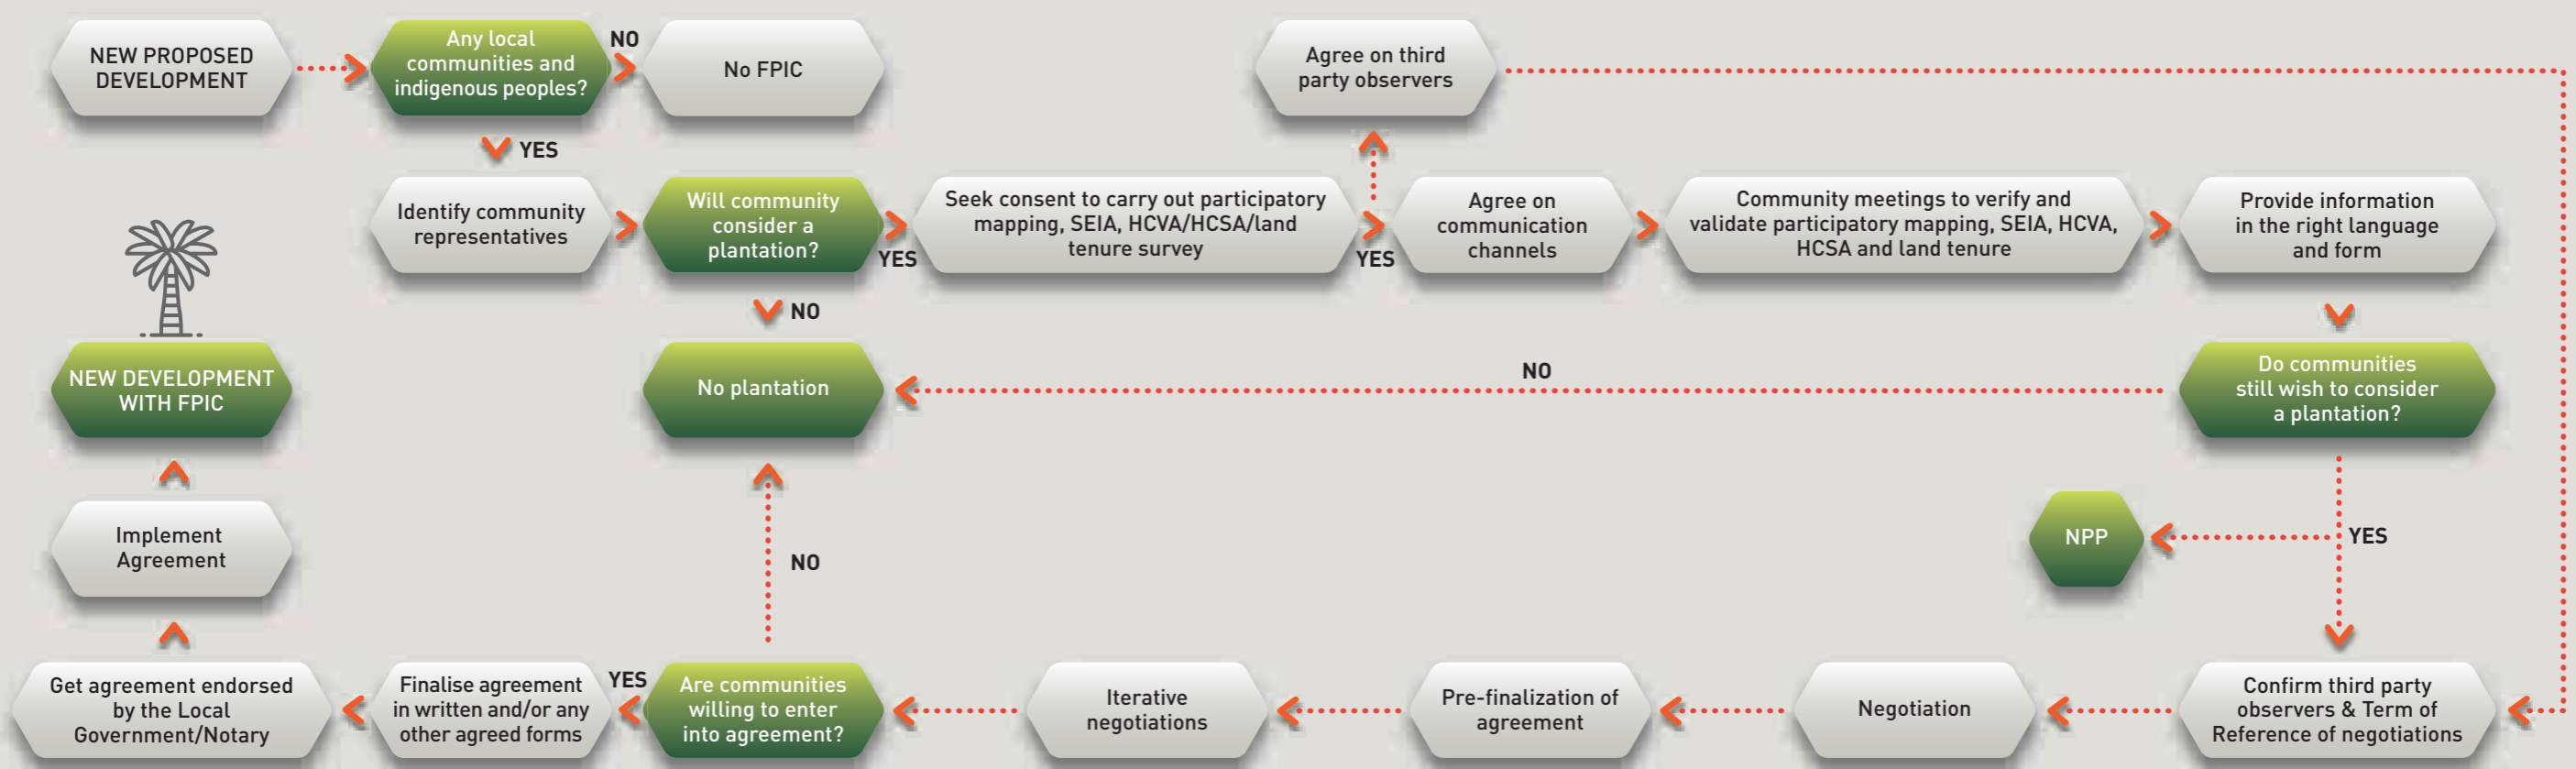 NEW PROPOSED
DEVELOPMENT
Any local
communities and
indigenous peoples?
NO
No FPIC
Agree on third
party observers
YES
Identify community
representatives
Will community
consider a
plantation?
YES
Seek consent to carry out participatory
mapping, SEIA, HCVA/HCSA/land
tenure survey
YES
Agree on
communication
channels
Community meetings to verify and
validate participatory mapping, SEIA, HCVA,
HCSA and land tenure
Provide information
in the right language
and form
NO
NEW DEVELOPMENT
WITH FPIC
No plantation
NO
Do communities
still wish to consider
a plantation?
Implement
Agreement
NO
NPP
YES
Get agreement endorsed
by the Local
Government/Notary
Finalise agreement
in written and/or any
other agreed forms
YES
Are communities
willing to enter
into agreement?
Iterative
negotiations
Pre-finalization of
agreement
Negotiation
Confirm third party
observers & Term of
Reference of negotiations